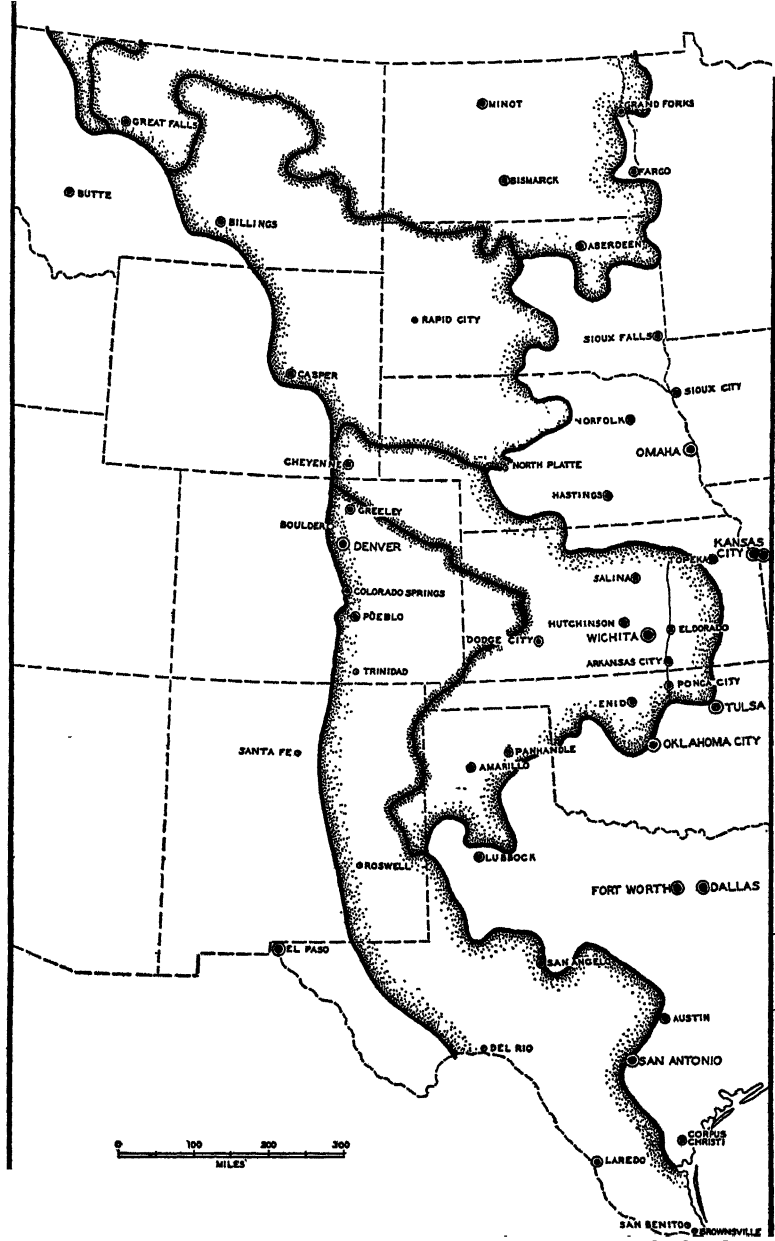 MINOT
GRAND FORKS
GREAT FALLS
BISMARCK
FARGO
BUTTE
BILLINGS
ABERDEEN
RAPID CITY
SIOUX FALLS
CASPER
SIOUX CITY
NORFOLK
OMAHA
CHEYENNE
NORTH PLATTE
HASTINGS
GREELEY
BOULDER
DENVER
KANSAS
CITY
TOPEKA
SALINA
COLORADO SPRINGS
PUEBLO
HUTCHINSON
WICHITA
ELDORADO
DODGE CITY
ARKANSAS CITY
TRINIDAD
PONCA CITY
ENID
TULSA
SANTA FE
PANHANDLE
OKLAHOMA CITY
AMARILLO
LUBBOCK
ROSWELL
FORT WORTH
DALLAS
EL PASO
SAN ANGELO
AUSTIN
DEL RIO
SAN ANTONIO
CORPUS
CHRISTI
0 100 200 300
MILES
LAREDO
SAN BENITO
BROWNSVILLE